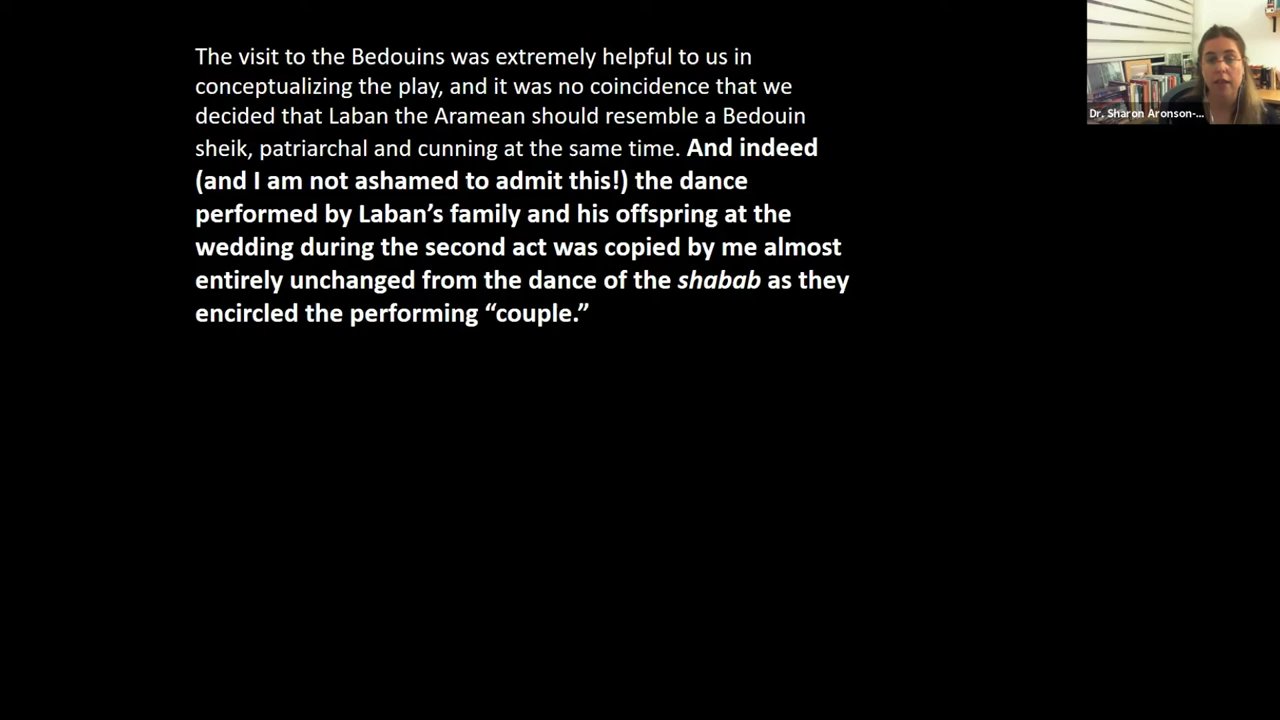 The visit to the Bedouins was extremely helpful to us in
conceptualizing the play, and it was no coincidence that we
decided that Laban the Aramean should resemble a Bedouin
sheik, patriarchal and cunning at the same time. And indeed
(and I am not ashamed to admit this!) the dance
performed by Laban’s family and his offspring at the
wedding during the second act was copied by me almost
entirely unchanged from the dance of the shabab as they
encircled the performing “couple.”
Dr. Sharon Aronson-...